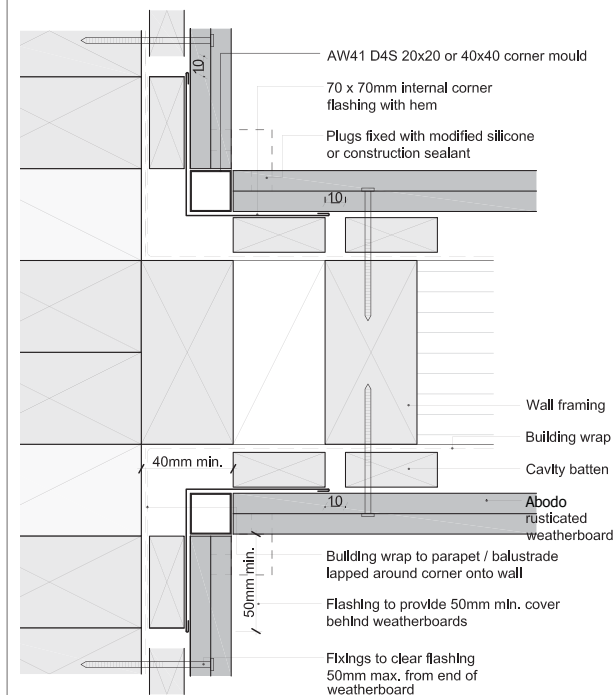 AW41 D4S 20x20 or 40x40 corner mould
10
70 x 70mm internal corner
flashing with hem
Plugs fixed with modified silicone
or construction sealant
10
Wall framing
Building wrap
40mm min.
Cavity batten
10
Abodo
rusticated
weatherboard
50mm min.
Building wrap to parapet / balustrade
lapped around corner onto wall
Flashing to provide 50mm min. cover
behind weatherboards
Fixings to clear flashing
50mm max. from end of
weatherboard